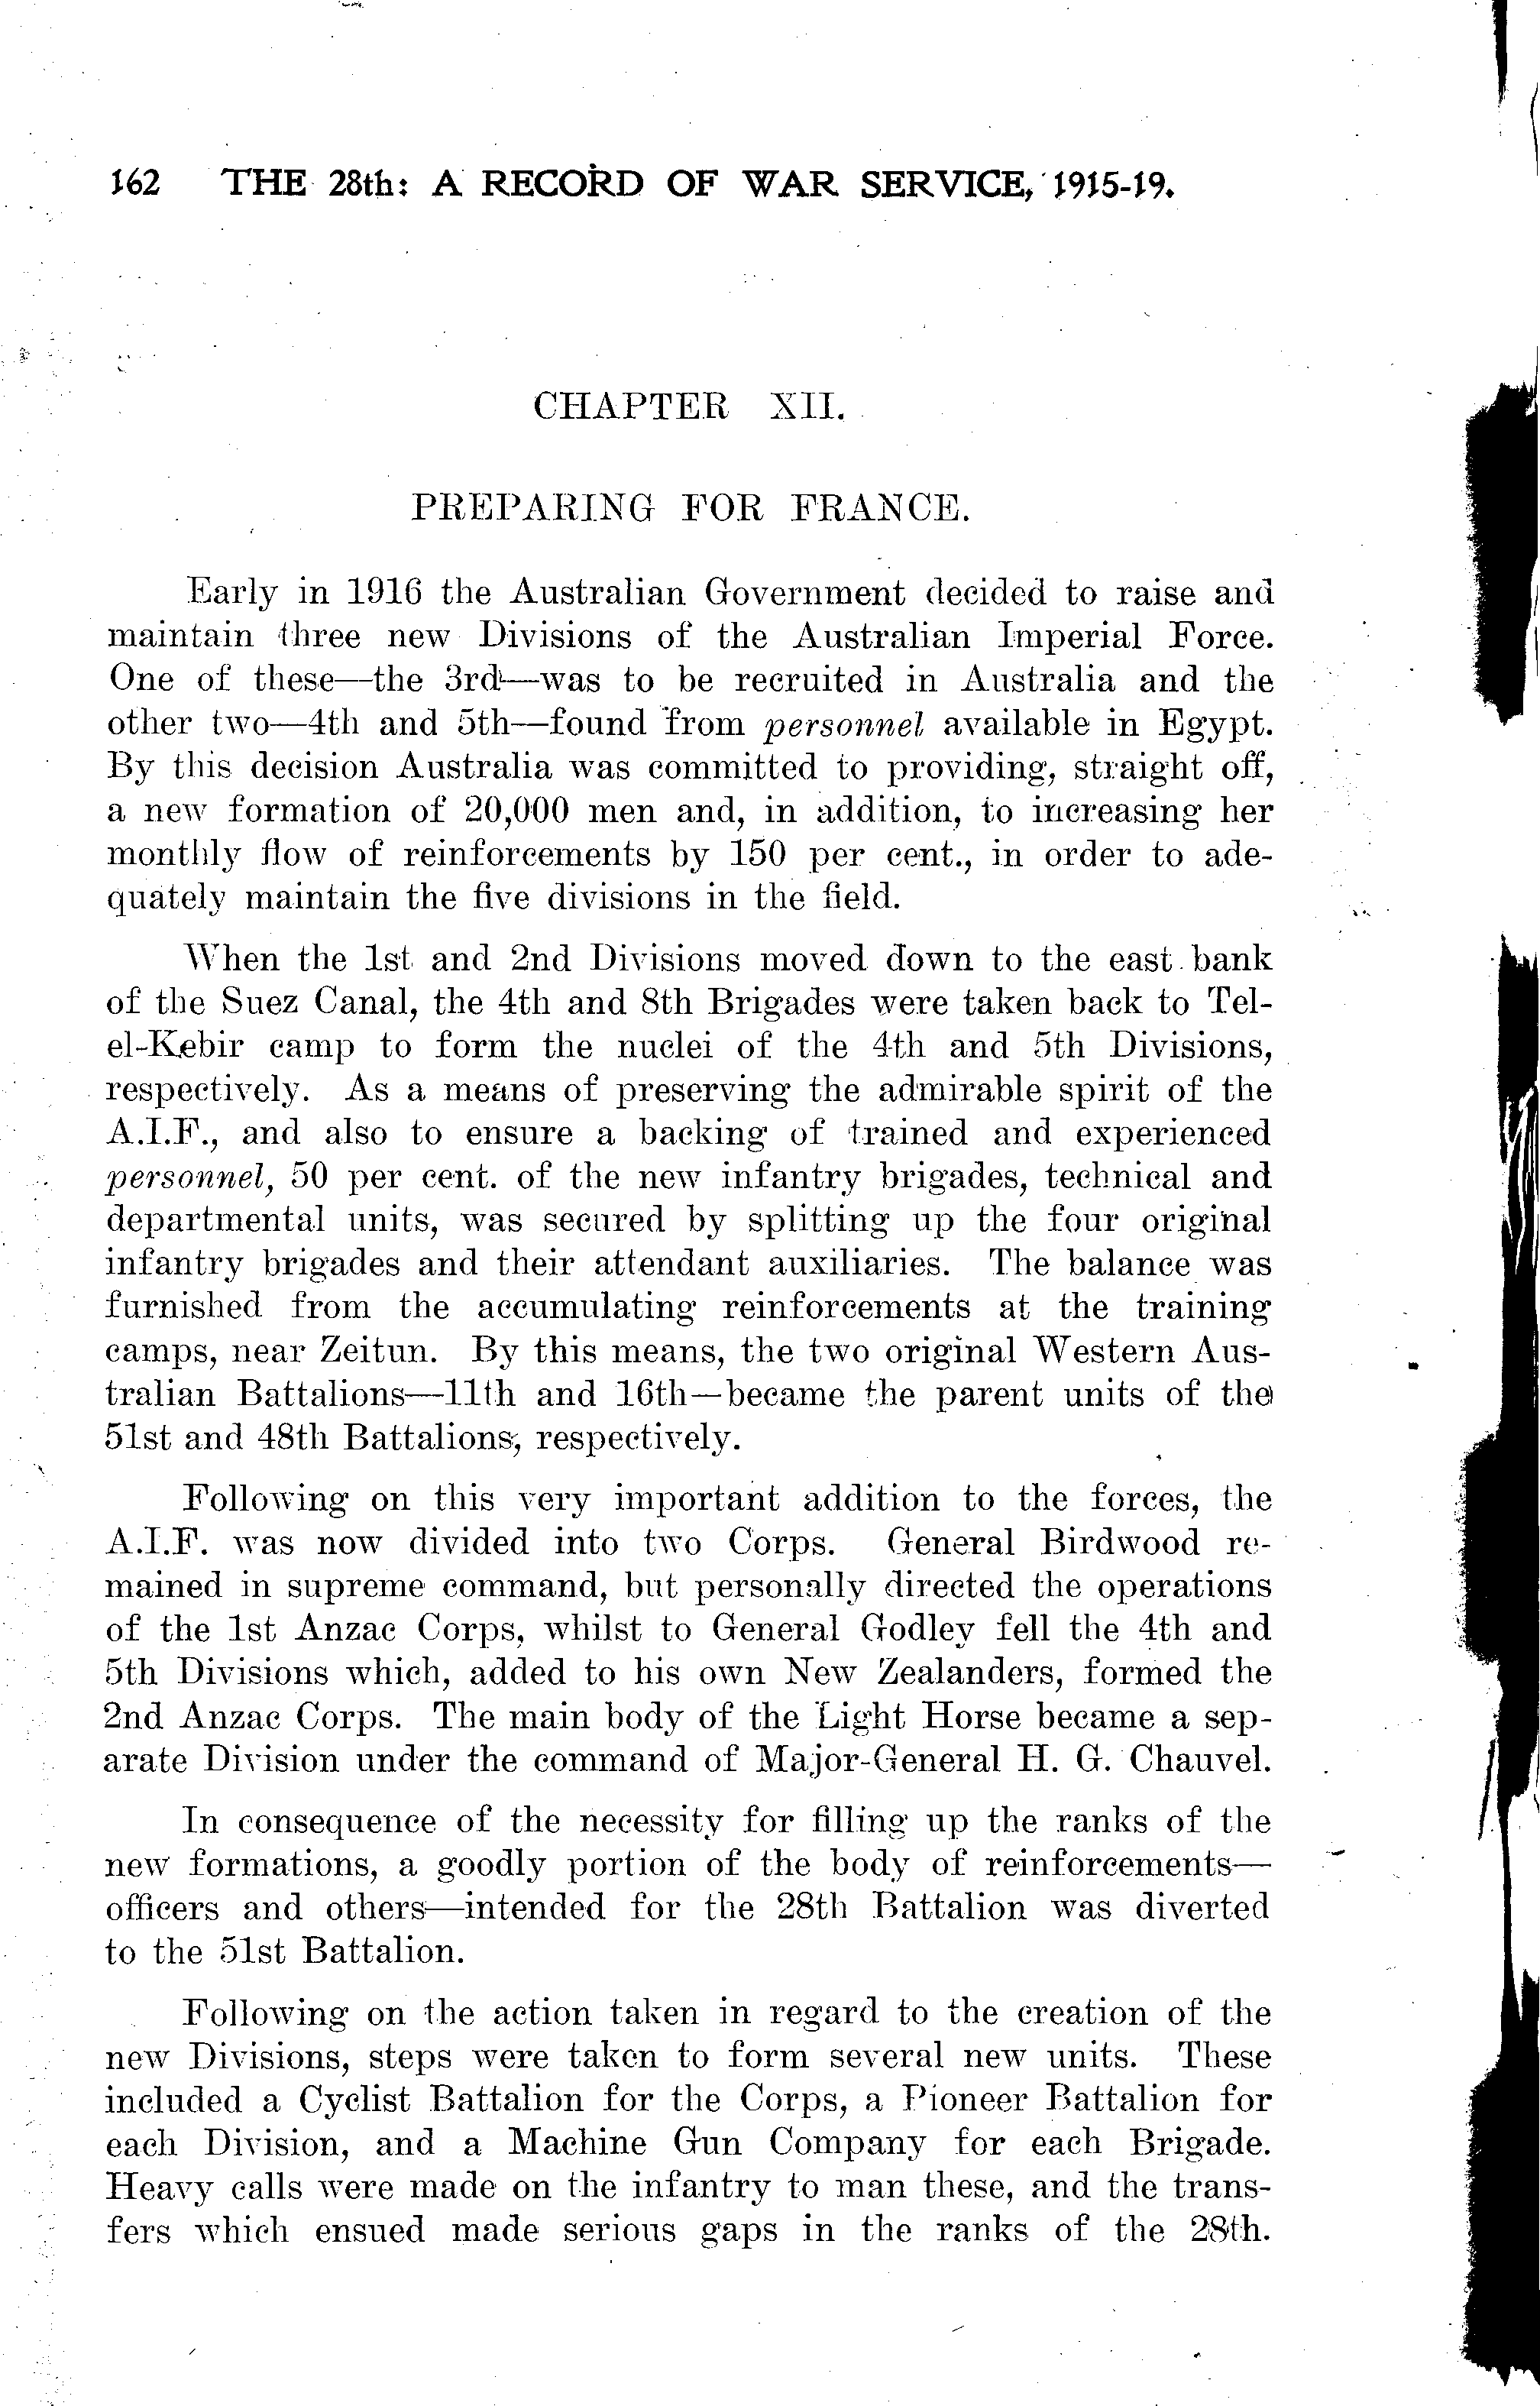 162 THE 28th: A RECORD OF WAR SERVICE, 1915-19.
CHAPTER XII.
PREPARING FOR FRANCE.
Early in 1916 the Australian Government decided to raise and
maintain three new Divisions of the Australian Imperial Force.
One of these—the 3rd—was to be recruited in Australia and the
other two—4th and 5th—found from personnel available in Egypt.
By this decision Australia was committed to providing, straight off,
a new formation of 20,000 men and, in addition, to increasing her
monthly flow of reinforcements by 150 per cent., in order to ade-
quately maintain the five divisions in the field.
When the 1st and 2nd Divisions moved down to the east bank
of the Suez Canal, the 4th and 8th Brigades were taken back to Tel-
el-Kebir camp to form the nuclei of the 4th and 5th Divisions,
respectively. As a means of preserving the admirable spirit of the
A.I.F., and also to ensure a backing of trained and experienced
personnel, 50 per cent. of the new infantry brigades, technical and
departmental units, was secured by splitting up the four original
infantry brigades and their attendant auxiliaries. The balance was
furnished from the accumulating reinforcements at the training
camps, near Zeitun. By this means, the two original Western Aus-
tralian Battalions—11th and 16th—became the parent units of the
51st and 48th Battalions, respectively.
Following on this very important addition to the forces, the
A.I.F. was now divided into two Corps. General Birdwood re-
mained in supreme command, but personally directed the operations
of the 1st Anzac Corps, whilst to General Godley fell the 4th and
5th Divisions which, added to his own New Zealanders, formed the
2nd Anzac Corps. The main body of the Light Horse became a sep-
arate Division under the command of Major-General H. G. Chauvel.
In consequence of the necessity for filling up the ranks of the
new formations, a goodly portion of the body of reinforcements—
officers and others—intended for the 28th Battalion was diverted
to the 51st Battalion.
Following on the action taken in regard to the creation of the
new Divisions, steps were taken to form several new units. These
included a Cyclist Battalion for the Corps, a Pioneer Battalion for
each Division, and a Machine Gun Company for each Brigade.
Heavy calls were made on the infantry to man these, and the trans-
fers which ensued made serious gaps in the ranks of the 28th.